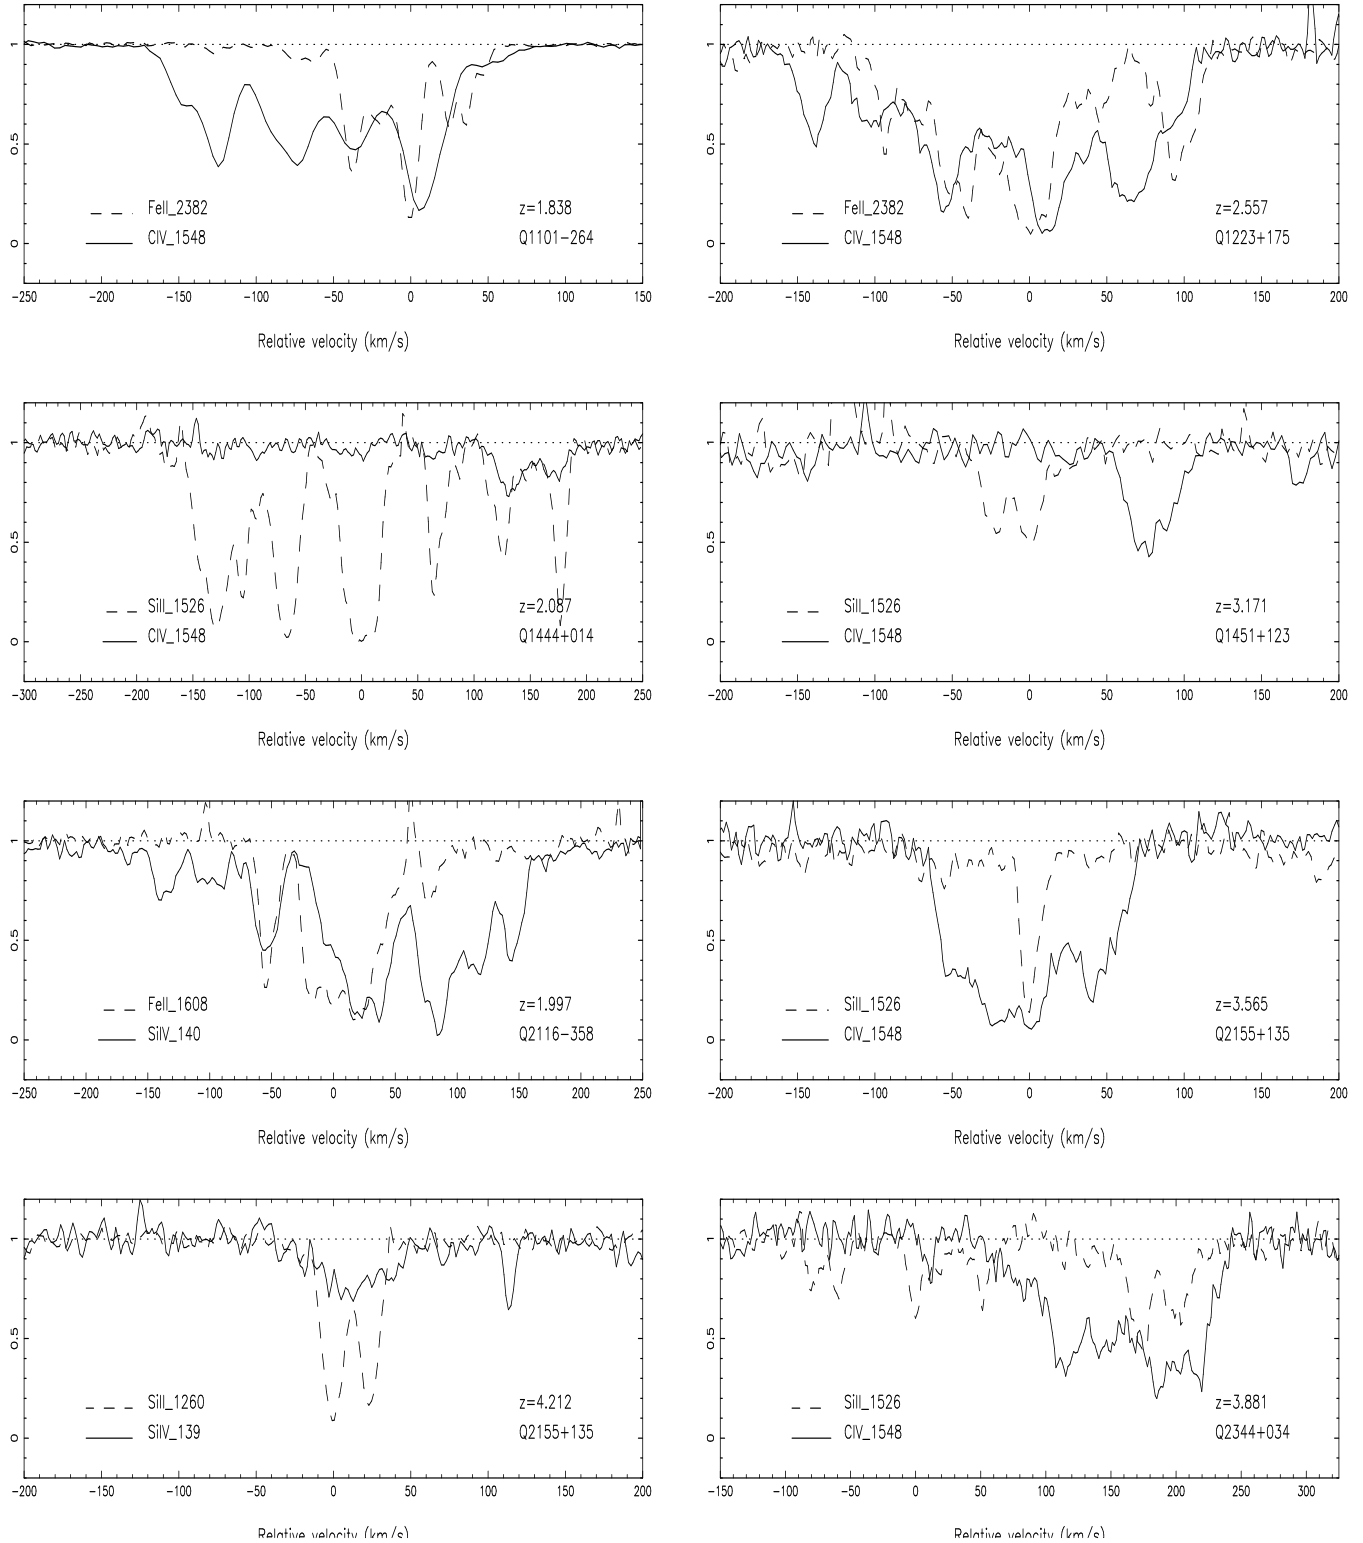 1
0.5
0
FeII_2382
CIV_1548
z=1.838
Q1101-264
-250 -200 -150 -100 -50 0 50 100 150
Relative velocity (km/s)
1
0.5
0
FeII_2382
CIV_1548
z=2.557
Q1223+175
-200 -150 -100 -50 0 50 100 150 200
Relative velocity (km/s)
1
0.5
0
SiII_1526
CIV_1548
z=2.087
Q1444+014
-300 -250 -200 -150 -100 -50 0 50 100 150 200 250
Relative velocity (km/s)
1
0.5
0
SiII_1526
CIV_1548
z=3.171
Q1451+123
-200 -150 -100 -50 0 50 100 150 200
Relative velocity (km/s)
1
0.5
0
FeII_1608
SiIV_140
z=1.997
Q2116-358
-250 -200 -150 -100 -50 0 50 100 150 200 250
Relative velocity (km/s)
1
0.5
0
SiII_1526
CIV_1548
z=3.565
Q2155+135
-200 -150 -100 -50 0 50 100 150 200
Relative velocity (km/s)
1
0.5
0
SiII_1260
SiIV_139
z=4.212
Q2155+135
-200 -150 -100 -50 0 50 100 150 200
Relative velocity (km/s)
1
0.5
0
SiII_1526
CIV_1548
z=3.881
Q2344+034
-150 -100 -50 0 50 100 150 200 250 300
Relative velocity (km/s)